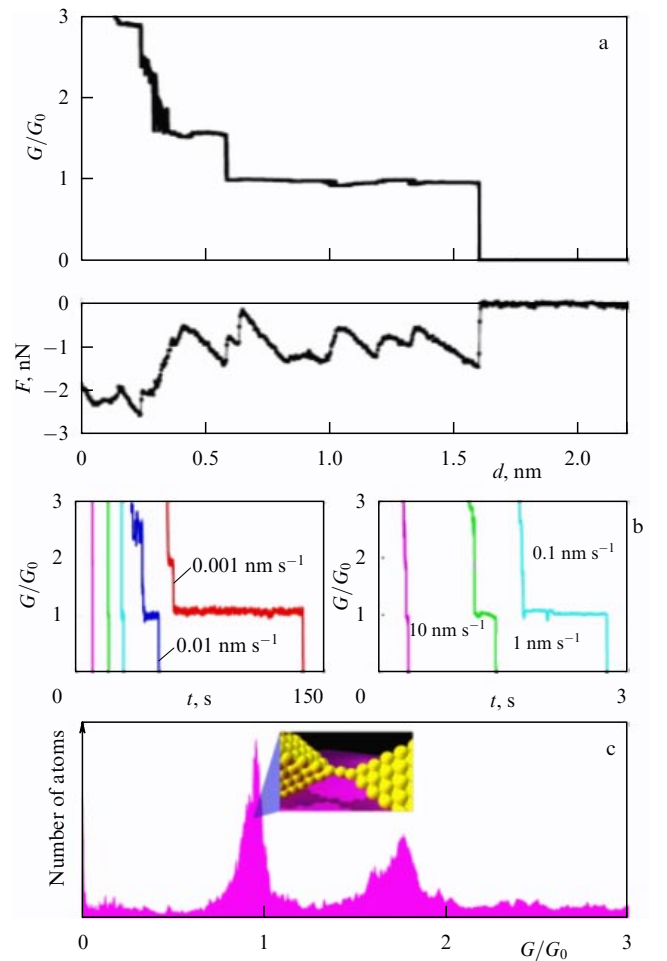 3
a
2
G/G₀
1
0
0
−1
F, nN
−2
−3
0 0.5 1.0 1.5 2.0
d, nm
3 3 b
2 2
G/G₀ G/G₀
0.001 nm s⁻¹ 0.1 nm s⁻¹
1 1
0.01 nm s⁻¹ 10 nm s⁻¹ 1 nm s⁻¹
0 t, s 150 0 t, s 3
c
Number of atoms
0 1 2 3
G/G₀